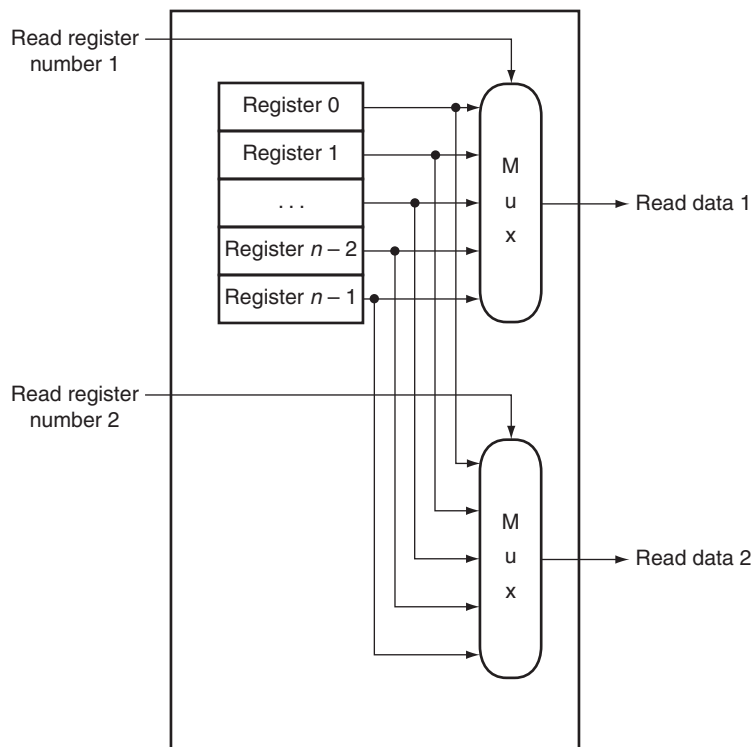 Read register
number 1
Register 0
Register 1
. . .
Register n – 2
Register n – 1
M
u
x
Read data 1
Read register
number 2
M
u
x
Read data 2